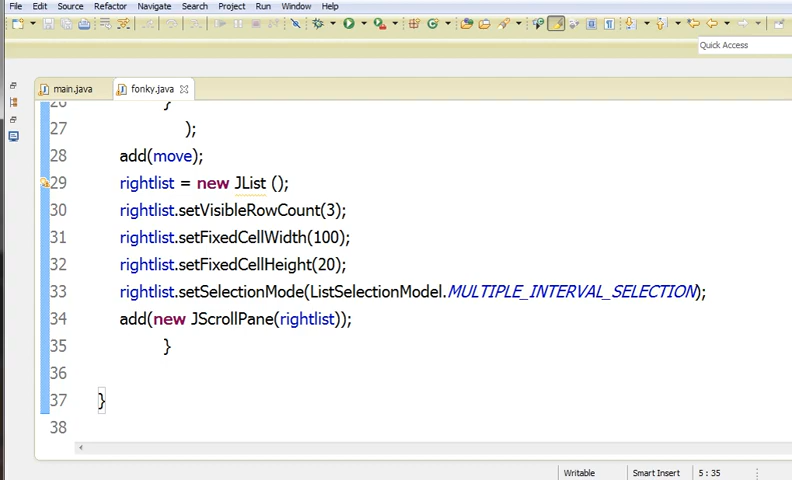 File Edit Source Refactor Navigate Search Project Run Window Help
Quick Access
main.java fonky.java
26 }
27 );
28 add(move);
29 rightlist = new JList ();
30 rightlist.setVisibleRowCount(3);
31 rightlist.setFixedCellWidth(100);
32 rightlist.setFixedCellHeight(20);
33 rightlist.setSelectionMode(ListSelectionModel.MULTIPLE_INTERVAL_SELECTION);
34 add(new JScrollPane(rightlist));
35 }
36
37 }
38
Writable Smart Insert 5 : 35